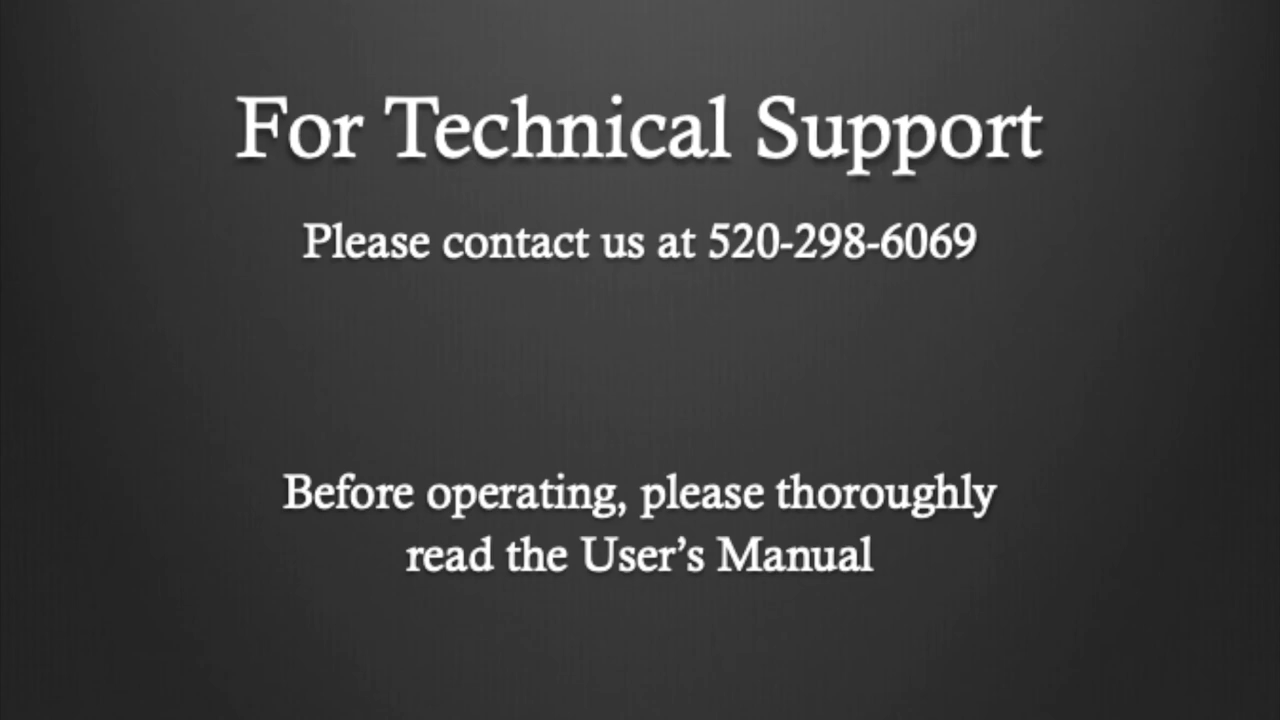 For Technical Support
Please contact us at 520-298-6069
Before operating, please thoroughly
read the User’s Manual